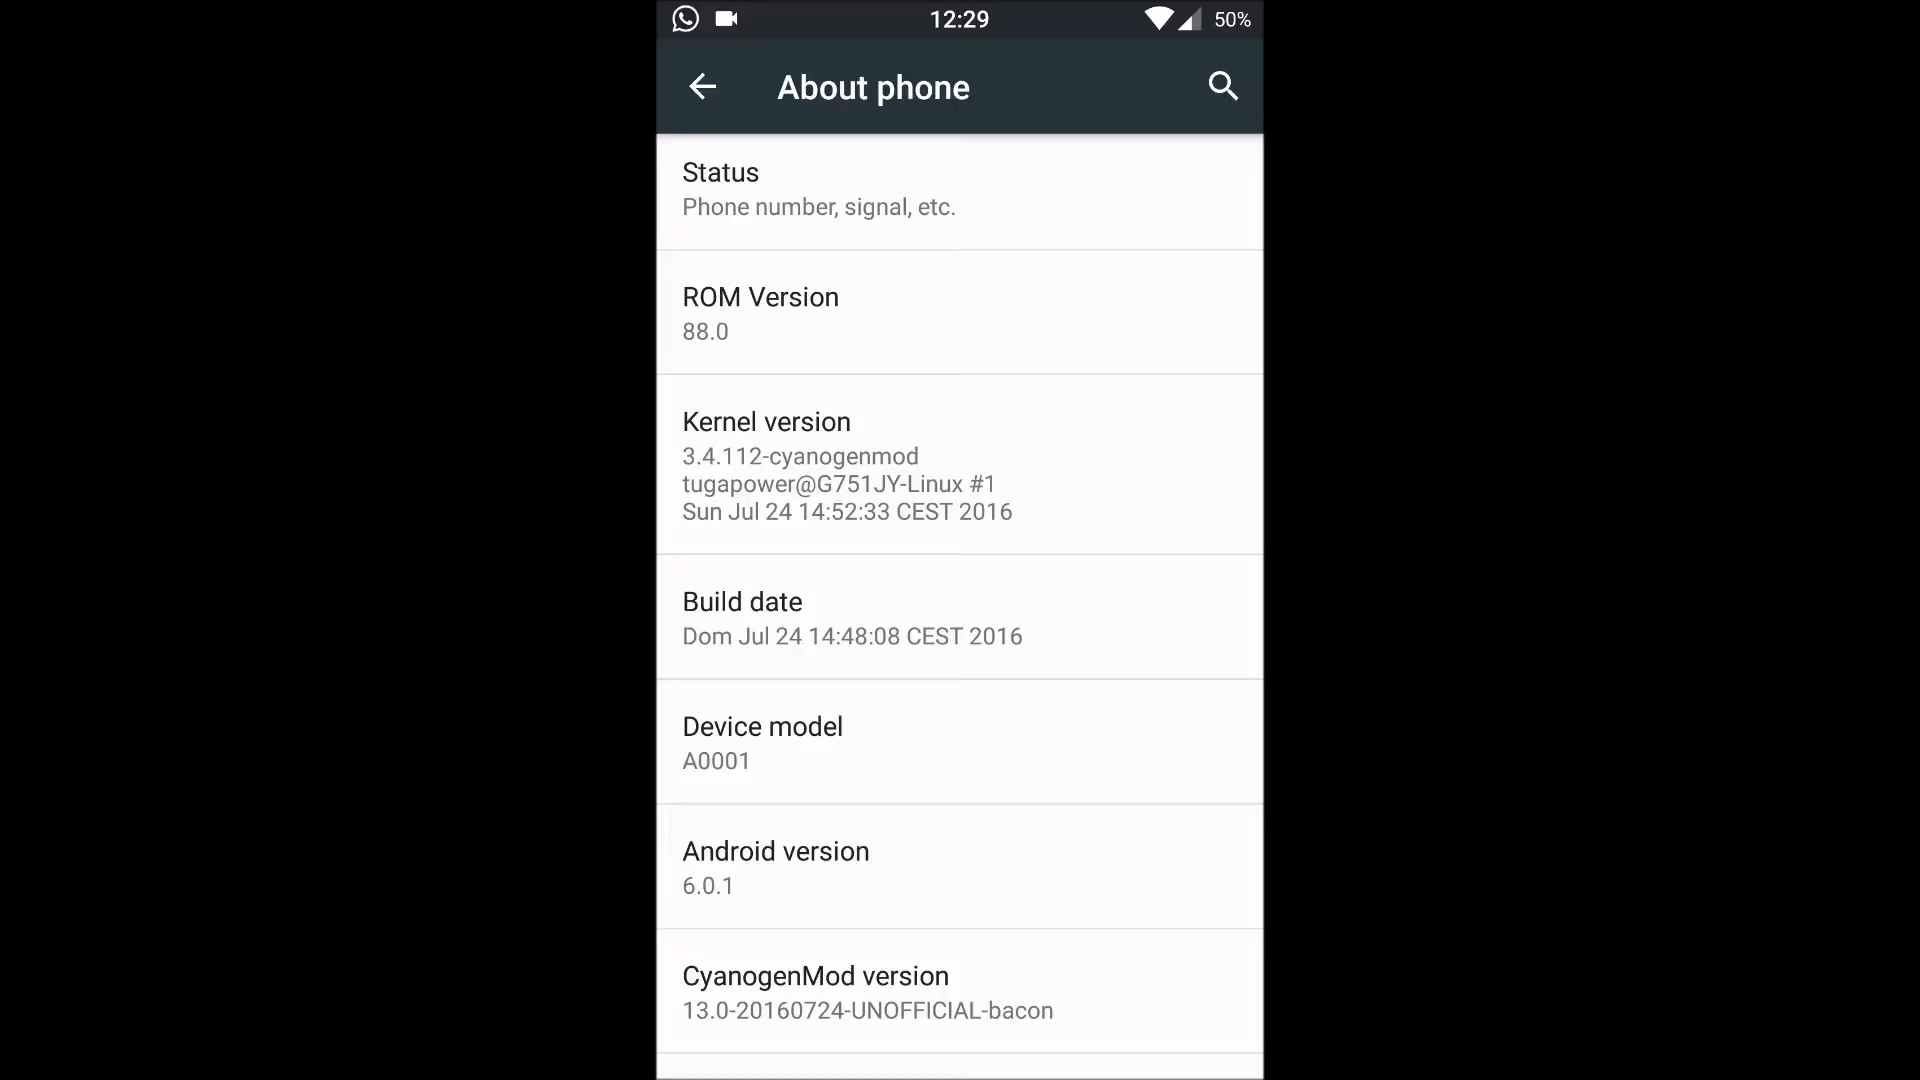 12:29
50%
About phone
Status
Phone number, signal, etc.
ROM Version
88.0
Kernel version
3.4.112-cyanogenmod
tugapower@G751JY-Linux #1
Sun Jul 24 14:52:33 CEST 2016
Build date
Dom Jul 24 14:48:08 CEST 2016
Device model
A0001
Android version
6.0.1
CyanogenMod version
13.0-20160724-UNOFFICIAL-bacon